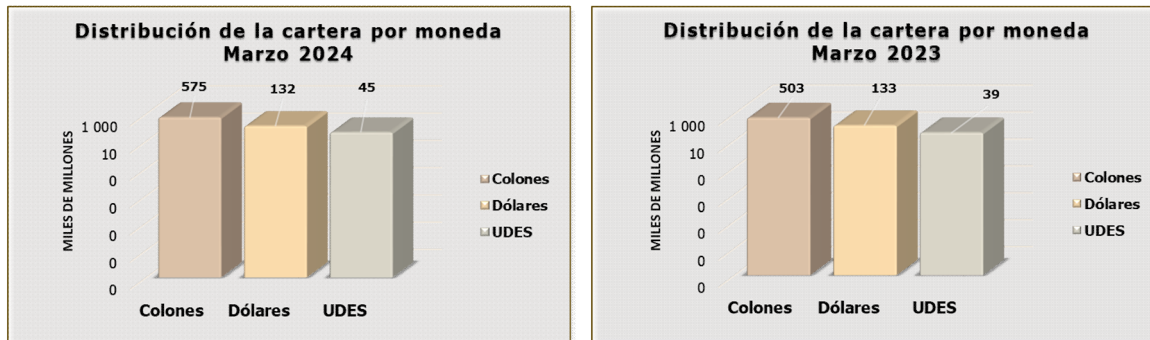 Distribución de la cartera por moneda
Marzo 2024
575
132
45
MILES DE MILLONES
1 000
10
0
0
0
0
0
Colones
Dólares
UDES
Colones
Dólares
UDES
Distribución de la cartera por moneda
Marzo 2023
503
133
39
MILES DE MILLONES
1 000
10
0
0
0
0
0
Colones
Dólares
UDES
Colones
Dólares
UDES